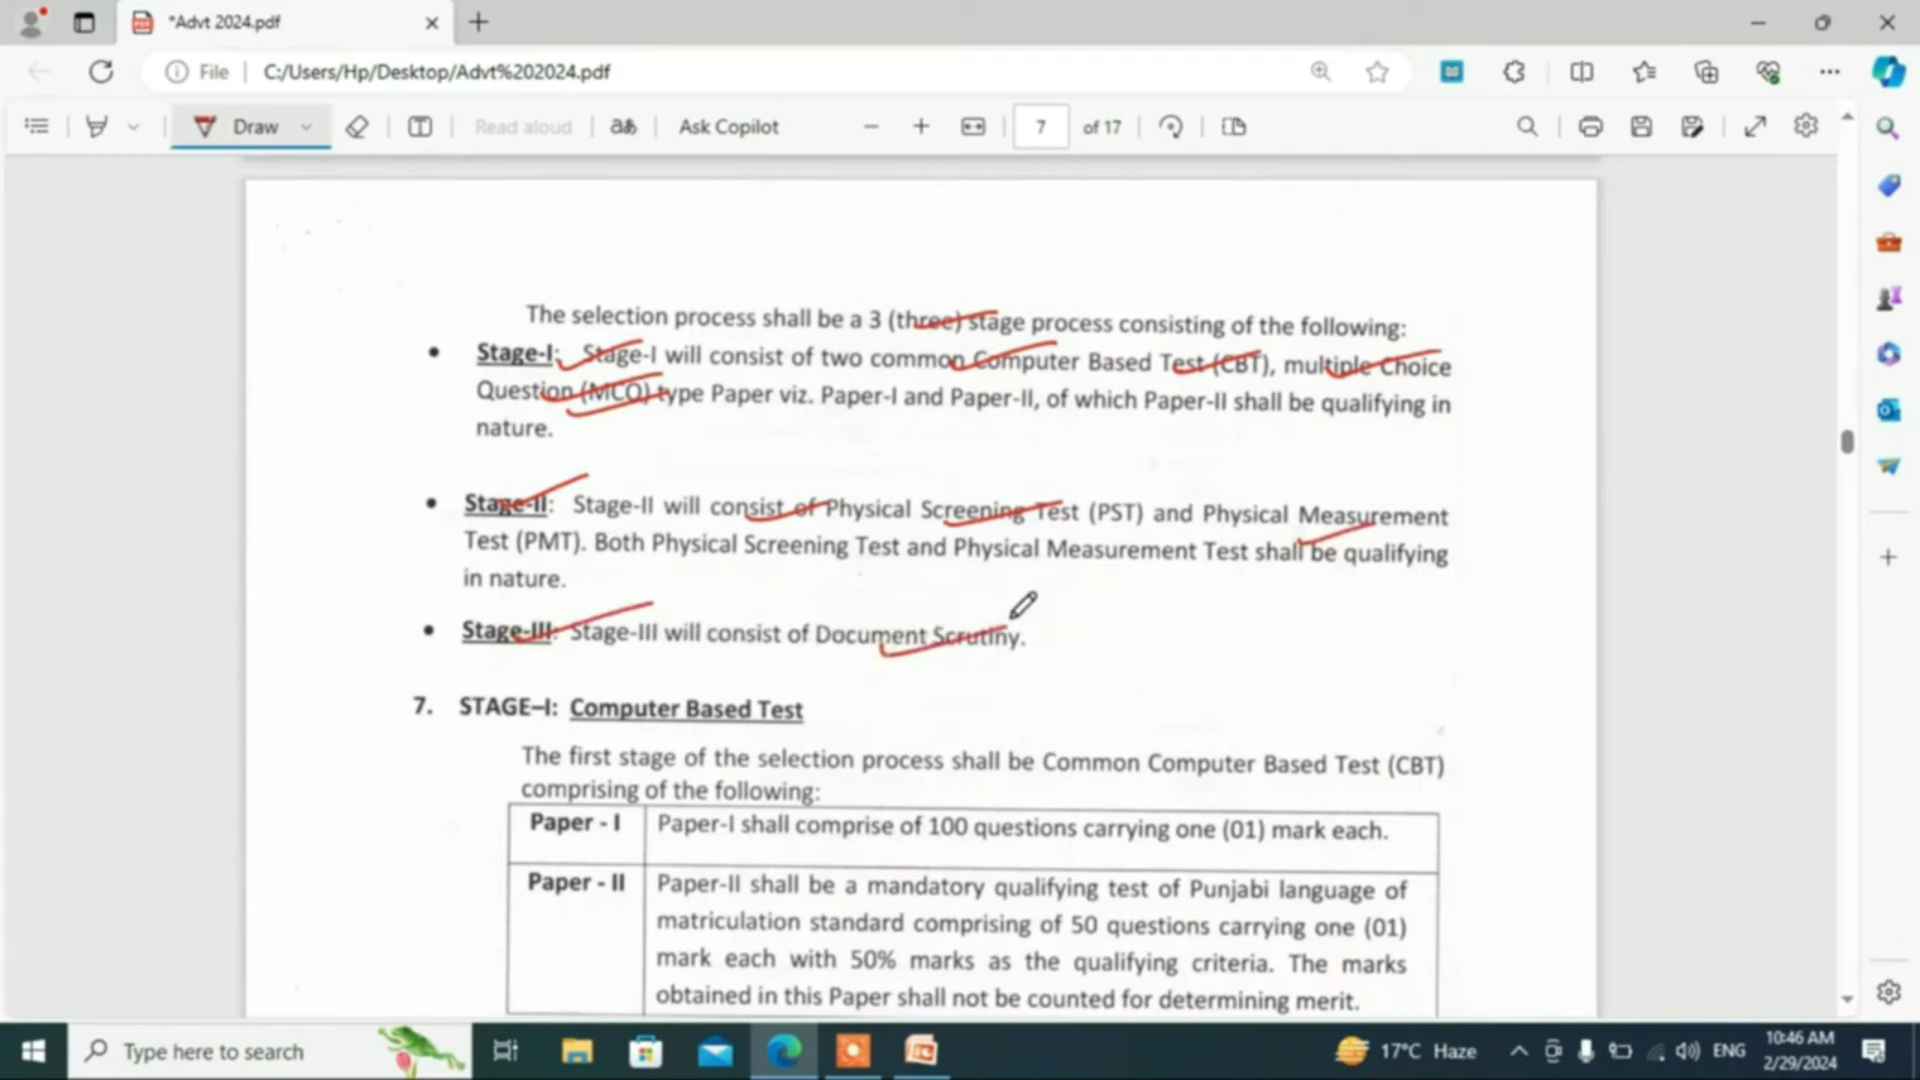 *Advt 2024.pdf
File
C:/Users/Hp/Desktop/Advt%202024.pdf
Draw
Read aloud
aあ
Ask Copilot
7
of 17
The selection process shall be a 3 (three) stage process consisting of the following:
• Stage-I: Stage-I will consist of two common Computer Based Test (CBT), multiple Choice
Question (MCQ) type Paper viz. Paper-I and Paper-II, of which Paper-II shall be qualifying in
nature.
• Stage-II: Stage-II will consist of Physical Screening Test (PST) and Physical Measurement
Test (PMT). Both Physical Screening Test and Physical Measurement Test shall be qualifying
in nature.
• Stage-III: Stage-III will consist of Document Scrutiny.
7. STAGE–I: Computer Based Test
The first stage of the selection process shall be Common Computer Based Test (CBT)
comprising of the following:
Paper - I Paper-I shall comprise of 100 questions carrying one (01) mark each.
Paper - II Paper-II shall be a mandatory qualifying test of Punjabi language of
matriculation standard comprising of 50 questions carrying one (01)
mark each with 50% marks as the qualifying criteria. The marks
obtained in this Paper shall not be counted for determining merit.
Type here to search
17°C Haze
ENG
10:46 AM
2/29/2024